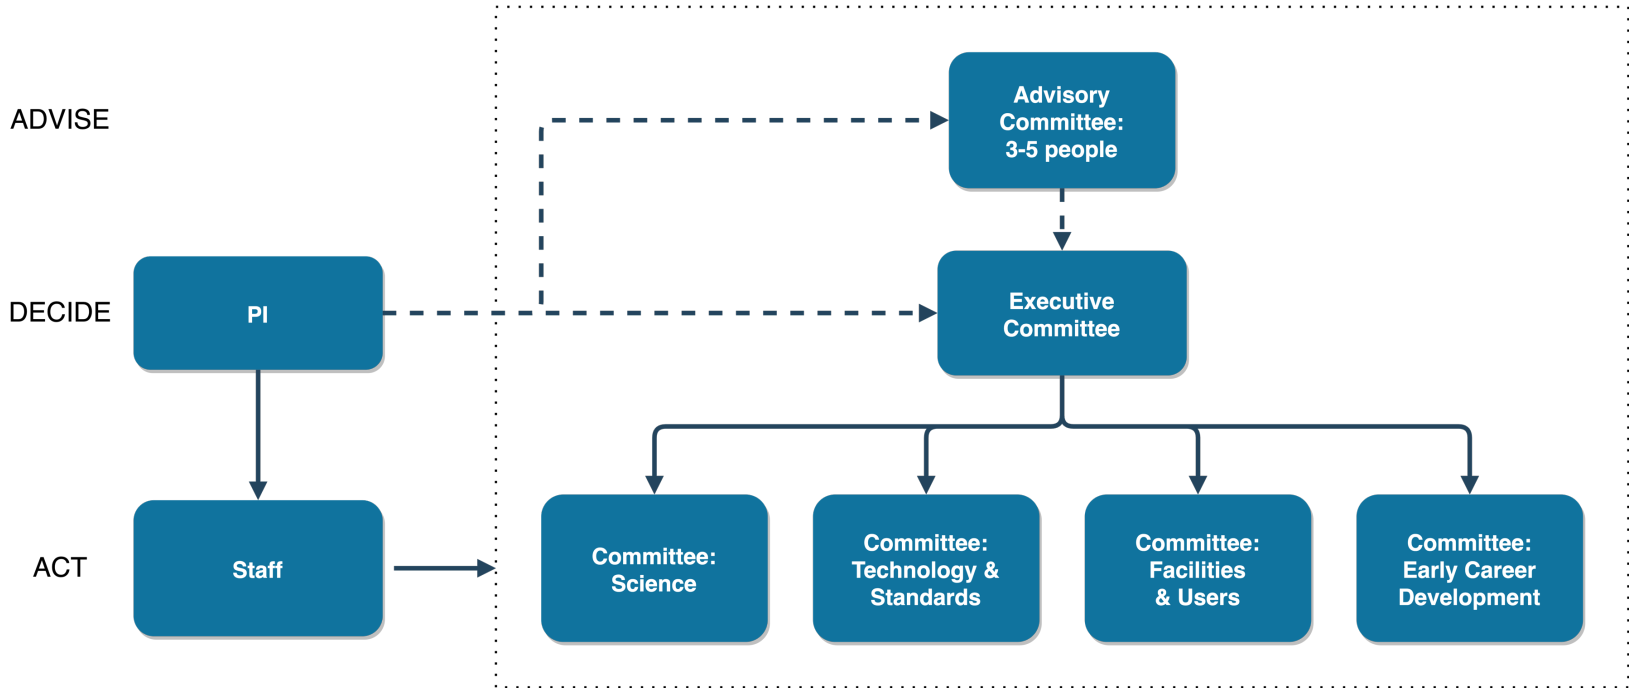 ADVISE
Advisory
Committee:
3-5 people
DECIDE
PI
Executive
Committee
ACT
Staff
Committee:
Science
Committee:
Technology &
Standards
Committee:
Facilities
& Users
Committee:
Early Career
Development